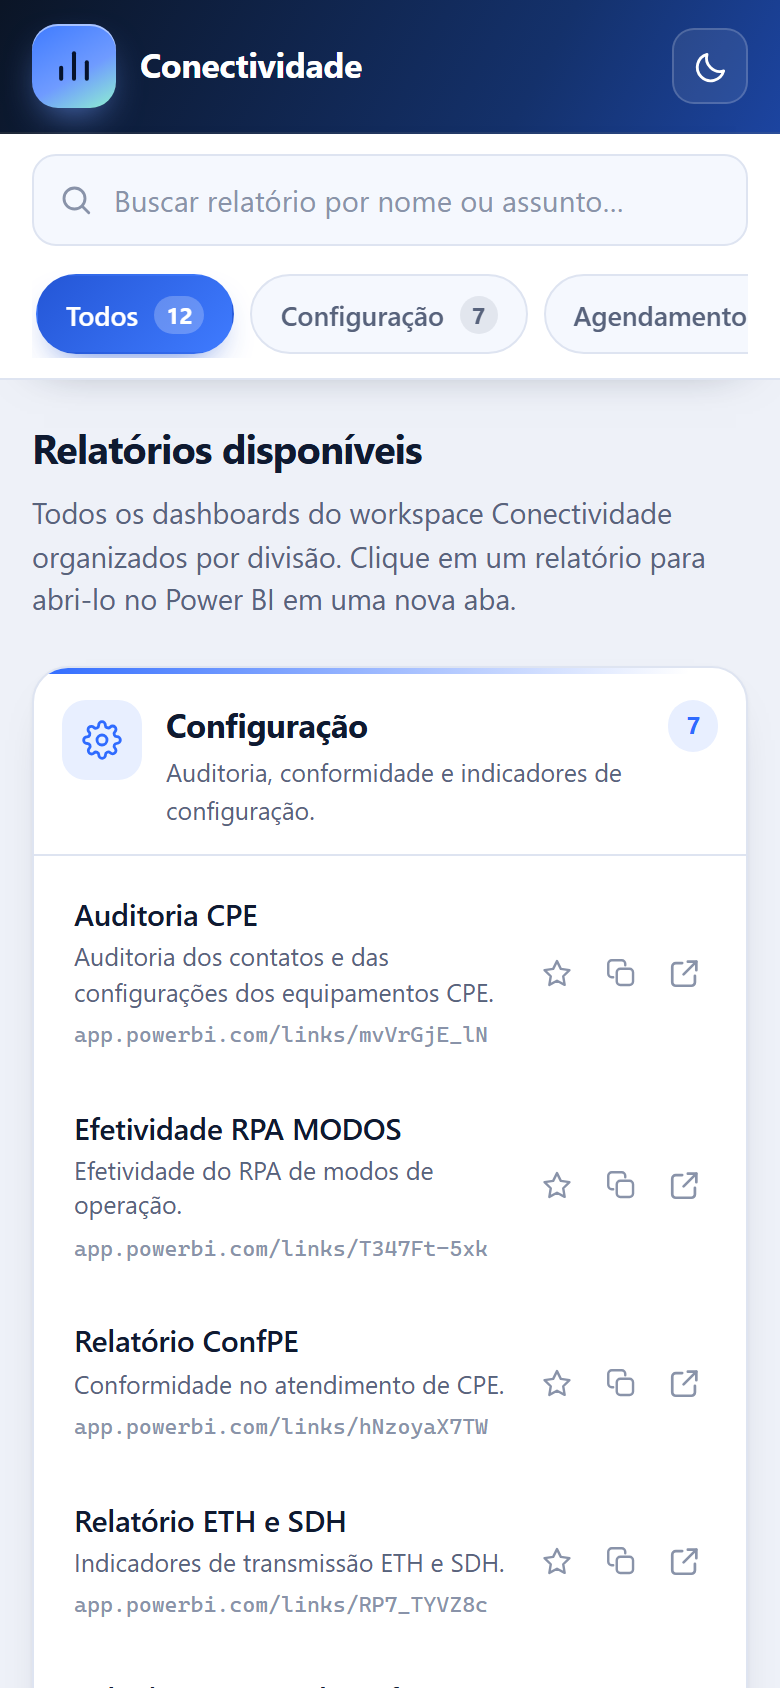 Conectividade
Buscar relatório por nome ou assunto...
Todos 12
Configuração 7
Agendamento
Relatórios disponíveis
Todos os dashboards do workspace Conectividade
organizados por divisão. Clique em um relatório para
abri-lo no Power BI em uma nova aba.
Configuração
7
Auditoria, conformidade e indicadores de
configuração.
Auditoria CPE
Auditoria dos contatos e das
configurações dos equipamentos CPE.
app.powerbi.com/links/mvVrGjE_lN
Efetividade RPA MODOS
Efetividade do RPA de modos de
operação.
app.powerbi.com/links/T347Ft-5xk
Relatório ConfPE
Conformidade no atendimento de CPE.
app.powerbi.com/links/hNzoyaX7TW
Relatório ETH e SDH
Indicadores de transmissão ETH e SDH.
app.powerbi.com/links/RP7_TYVZ8c